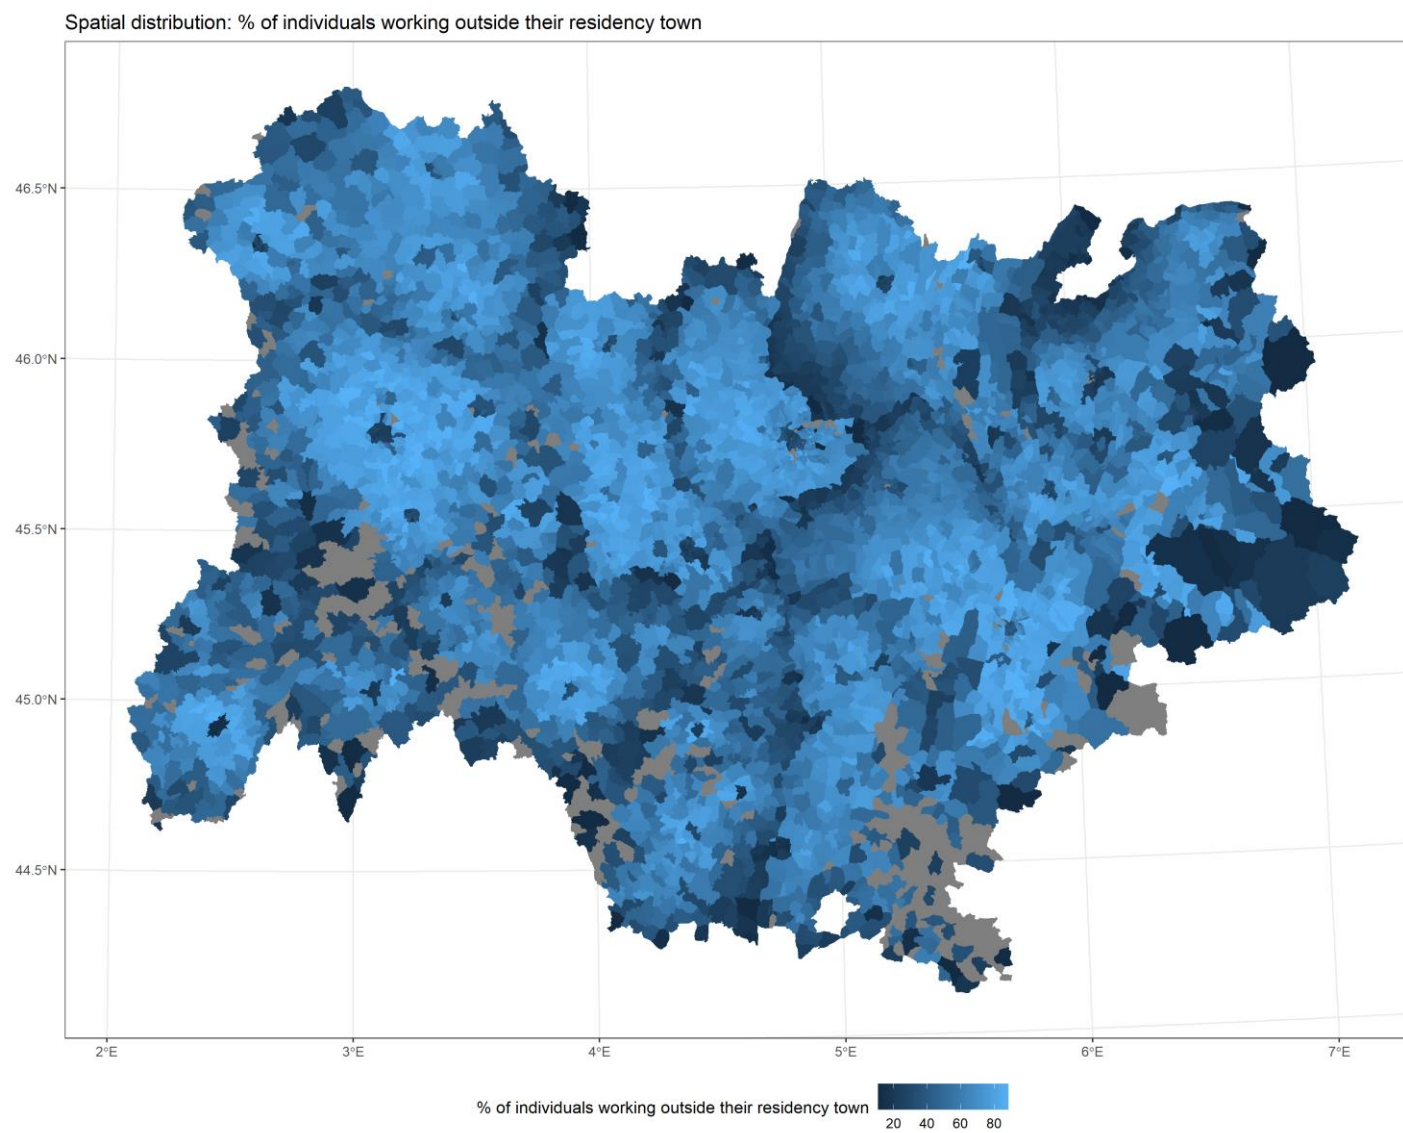 Spatial distribution: % of individuals working outside their residency town
46.5°N
46.0°N
45.5°N
45.0°N
44.5°N
2°E 3°E 4°E 5°E 6°E 7°E
% of individuals working outside their residency town
20 40 60 80